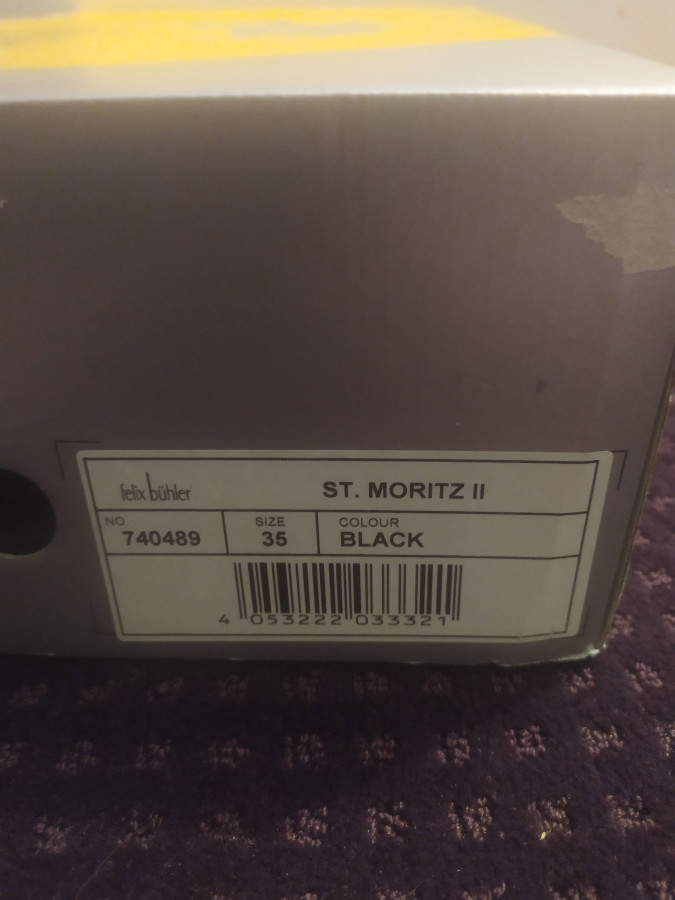 felix bühler ST. MORITZ II
NO SIZE COLOUR
740489 35 BLACK
4 053222 033321